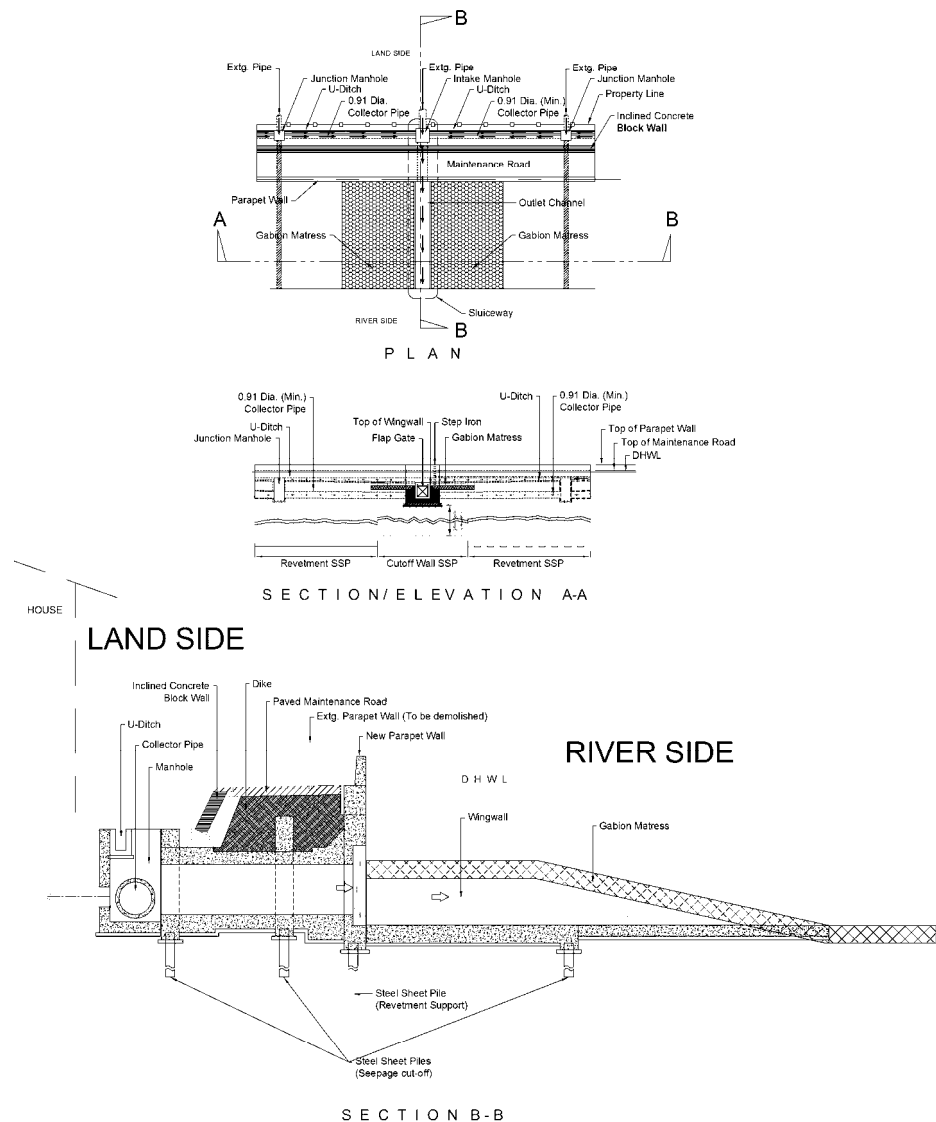 B
LAND SIDE
Extg. Pipe
Extg. Pipe
Extg. Pipe
Junction Manhole
Intake Manhole
Junction Manhole
U-Ditch
U-Ditch
Property Line
0.91 Dia.
Collector Pipe
0.91 Dia. (Min.)
Collector Pipe
Inclined Concrete
Block Wall
Maintenance Road
Parapet Wall
Outlet Channel
A
B
Gabion Matress
Gabion Matress
Sluiceway
RIVER SIDE
B
PLAN
0.91 Dia. (Min.)
Collector Pipe
U-Ditch
0.91 Dia. (Min.)
Collector Pipe
U-Ditch
Junction Manhole
Top of Wingwall
Step Iron
Flap Gate
Gabion Matress
Top of Parapet Wall
Top of Maintenance Road
DHWL
Revetment SSP
Cutoff Wall SSP
Revetment SSP
SECTION/ELEVATION A-A
HOUSE
LAND SIDE
Inclined Concrete
Block Wall
Dike
Paved Maintenance Road
Extg. Parapet Wall (To be demolished)
New Parapet Wall
U-Ditch
Collector Pipe
Manhole
RIVER SIDE
DHWL
Wingwall
Gabion Matress
Steel Sheet Pile
(Revetment Support)
Steel Sheet Piles
(Seepage cut-off)
SECTION B-B